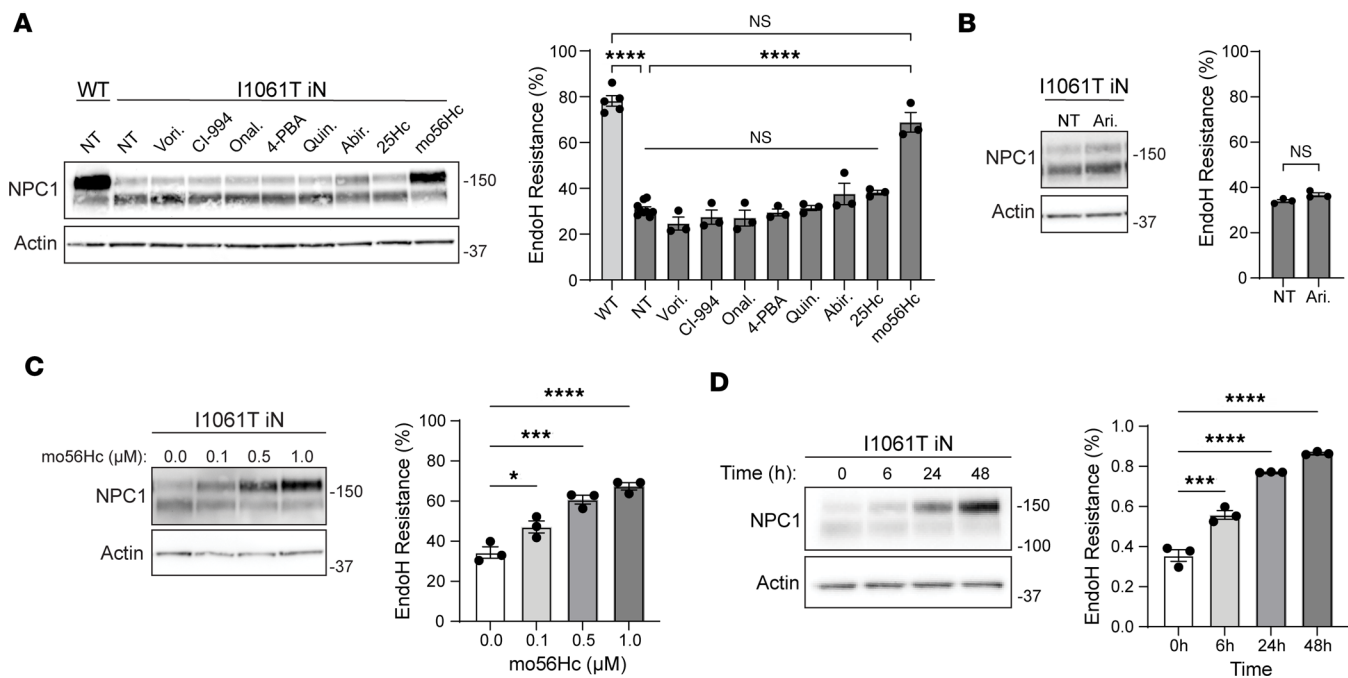 A
WT
I1061T iN
NT
NT
Vori.
CI-994
Onal.
4-PBA
Quin.
Abir.
25Hc
mo56Hc
NPC1
-150
Actin
-37
EndoH Resistance (%)
100
80
60
40
20
0
NS
****
****
NS
WT
NT
Vori.
CI-994
Onal.
4-PBA
Quin.
Abir.
25Hc
mo56Hc
B
I1061T iN
NT Ari.
NPC1
-150
Actin
-37
EndoH Resistance (%)
100
80
60
40
20
0
NS
NT Ari.
C
I1061T iN
mo56Hc (µM): 0.0 0.1 0.5 1.0
NPC1
-150
Actin
-37
EndoH Resistance (%)
100
80
60
40
20
0
****
***
*
0.0 0.1 0.5 1.0
mo56Hc (µM)
D
I1061T iN
Time (h): 0 6 24 48
NPC1
-150
-100
Actin
-37
EndoH Resistance (%)
1.0
0.8
0.6
0.4
0.2
0.0
****
****
***
0h 6h 24h 48h
Time